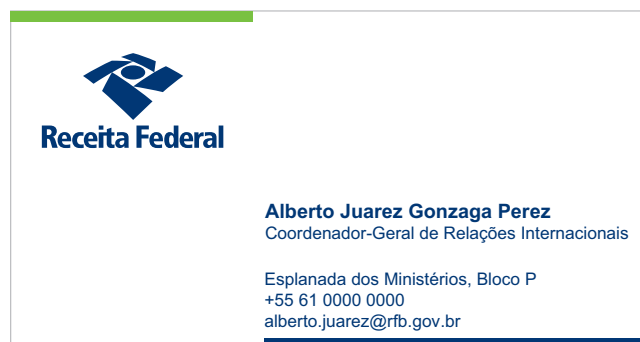 Receita Federal
Alberto Juarez Gonzaga Perez
Coordenador-Geral de Relações Internacionais
Esplanada dos Ministérios, Bloco P
+55 61 0000 0000
alberto.juarez@rfb.gov.br